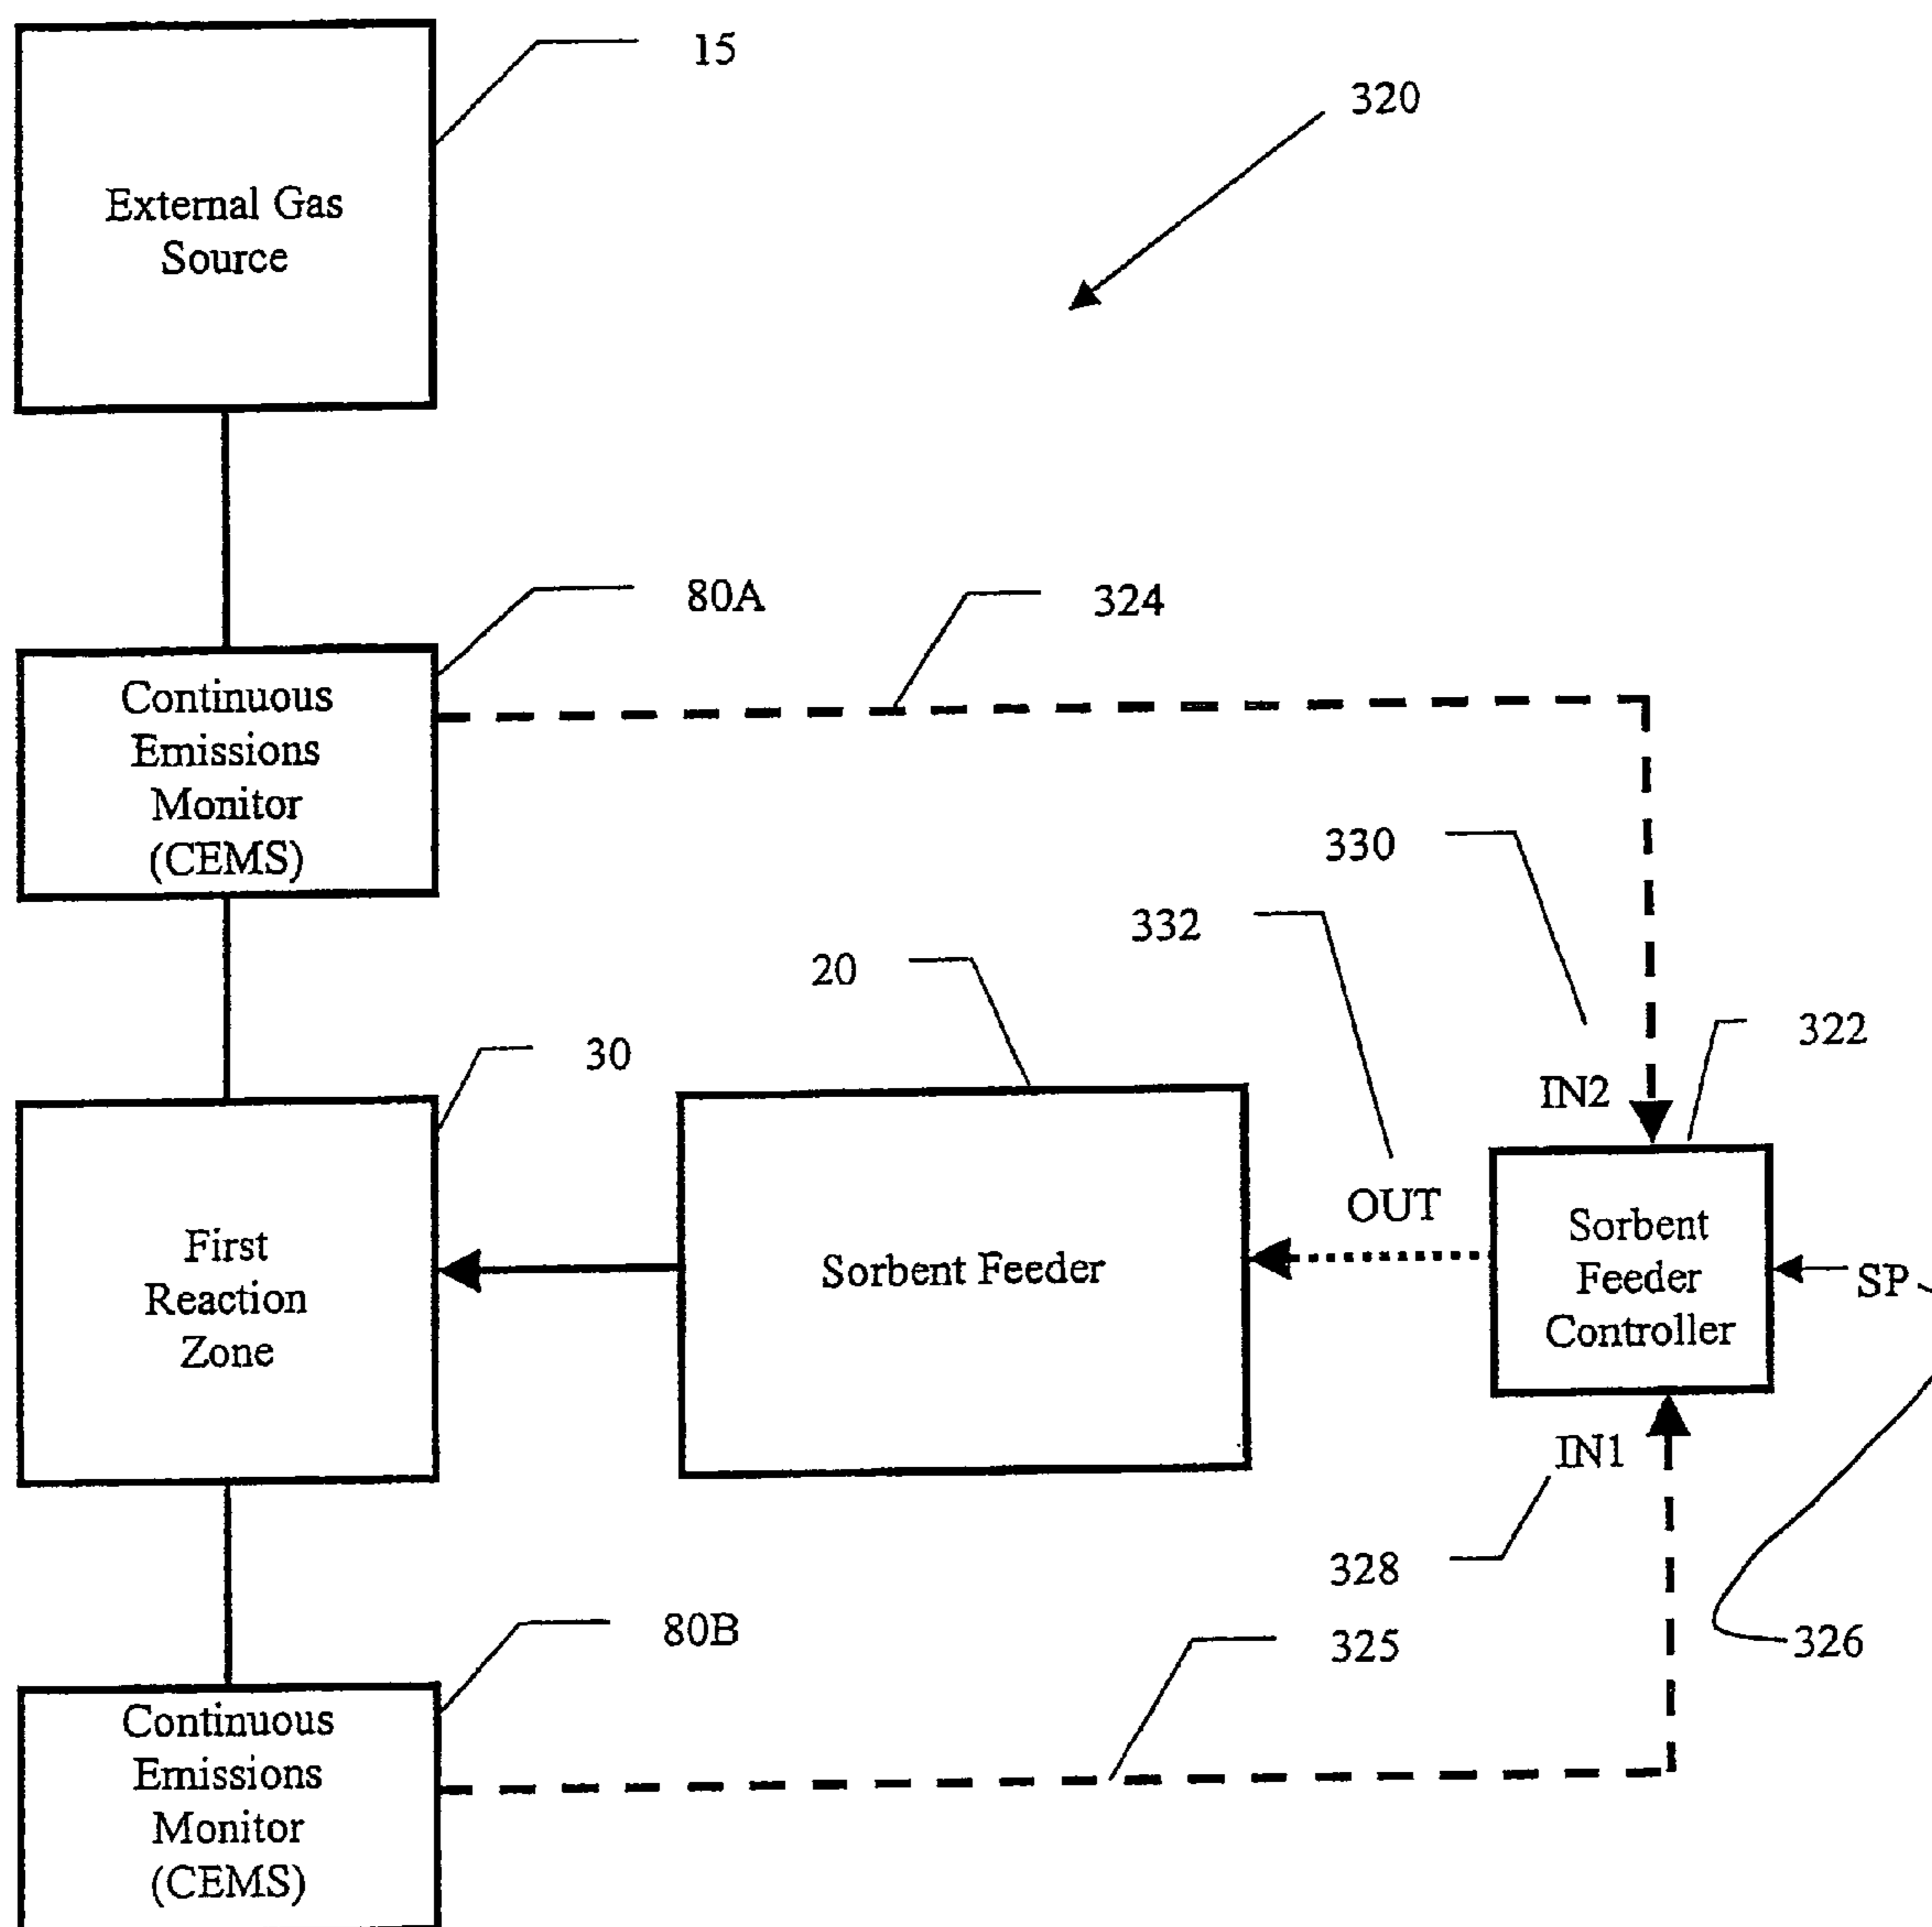 15
320
External Gas
Source
80A
324
Continuous
Emissions
Monitor
(CEMS)
330
332
20
322
30
IN2
OUT
First
Reaction
Zone
Sorbent Feeder
Sorbent
Feeder
Controller
SP
IN1
328
80B
325
326
Continuous
Emissions
Monitor
(CEMS)